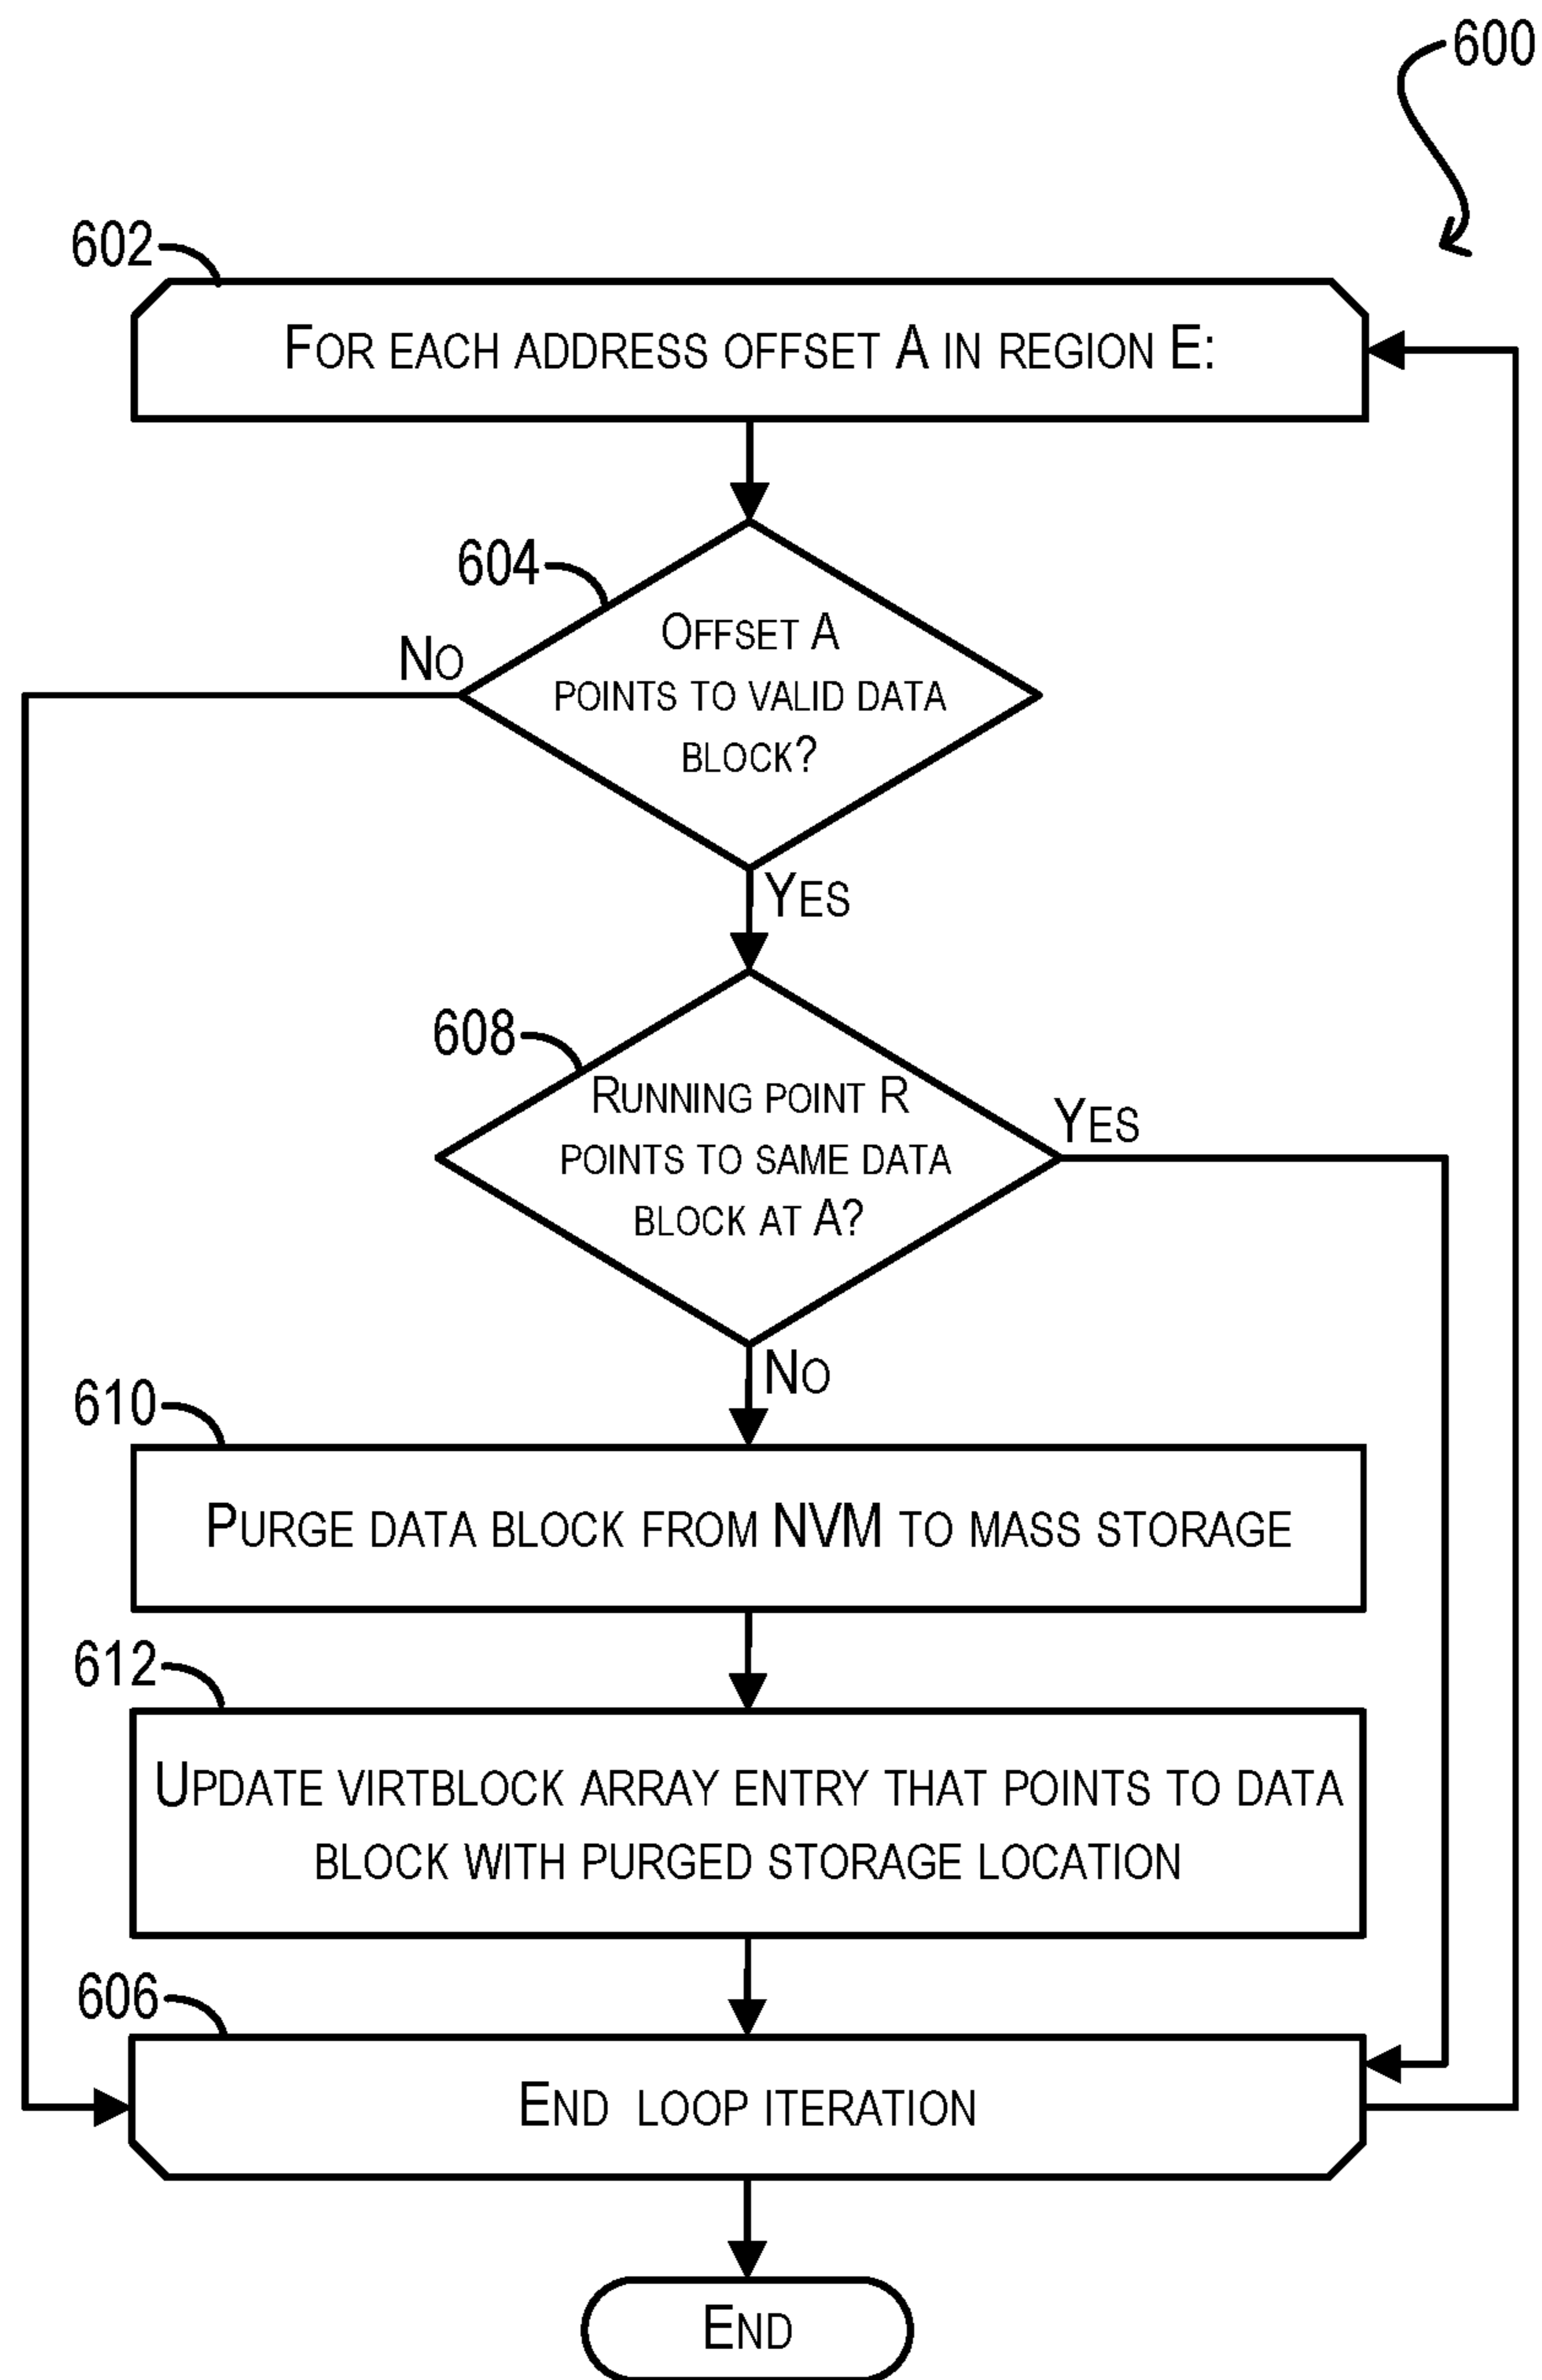 600
602
For each address offset A in region E:
604
Offset A
points to valid data
block?
No
Yes
608
Running point R
points to same data
block at A?
Yes
No
610
Purge data block from NVM to mass storage
612
Update virtblock array entry that points to data
block with purged storage location
606
End loop iteration
End